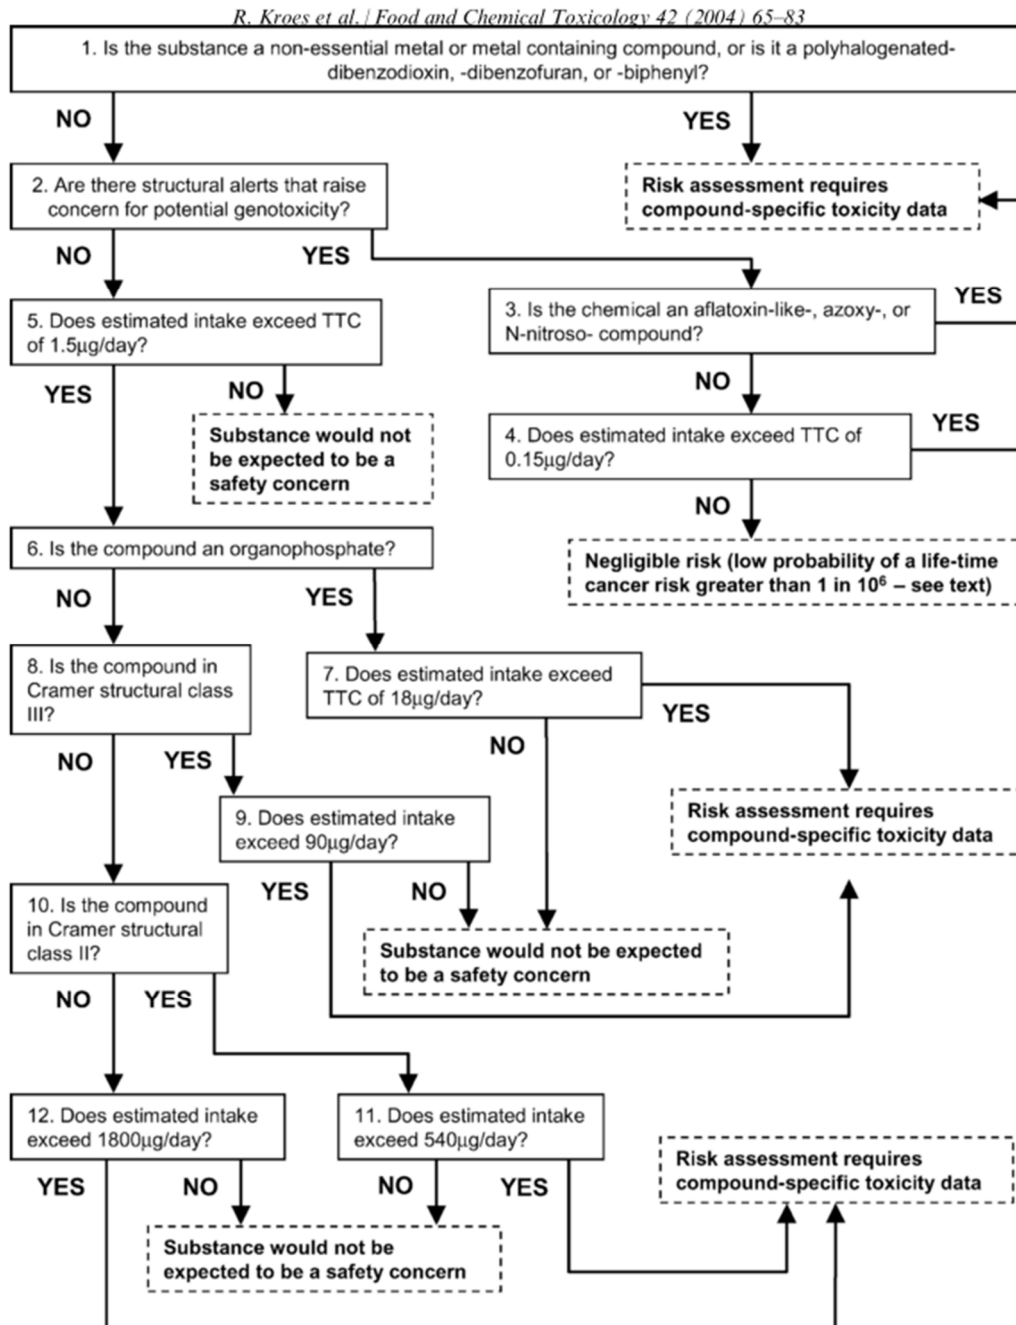 R. Kroes et al. / Food and Chemical Toxicology 42 (2004) 65–83
1. Is the substance a non-essential metal or metal containing compound, or is it a polyhalogenated-
dibenzodioxin, -dibenzofuran, or -biphenyl?
NO
YES
2. Are there structural alerts that raise
concern for potential genotoxicity?
Risk assessment requires
compound-specific toxicity data
NO
YES
3. Is the chemical an aflatoxin-like-, azoxy-, or
N-nitroso- compound?
YES
5. Does estimated intake exceed TTC
of 1.5µg/day?
NO
YES
NO
Substance would not
be expected to be a
safety concern
4. Does estimated intake exceed TTC of
0.15µg/day?
YES
NO
6. Is the compound an organophosphate?
Negligible risk (low probability of a life-time
cancer risk greater than 1 in 10⁶ – see text)
NO
YES
8. Is the compound in
Cramer structural class
III?
7. Does estimated intake exceed
TTC of 18µg/day?
YES
NO
NO
YES
9. Does estimated intake
exceed 90µg/day?
Risk assessment requires
compound-specific toxicity data
YES
NO
10. Is the compound
in Cramer structural
class II?
Substance would not be expected
to be a safety concern
NO
YES
12. Does estimated intake
exceed 1800µg/day?
11. Does estimated intake
exceed 540µg/day?
Risk assessment requires
compound-specific toxicity data
YES
NO
NO
YES
Substance would not be
expected to be a safety concern